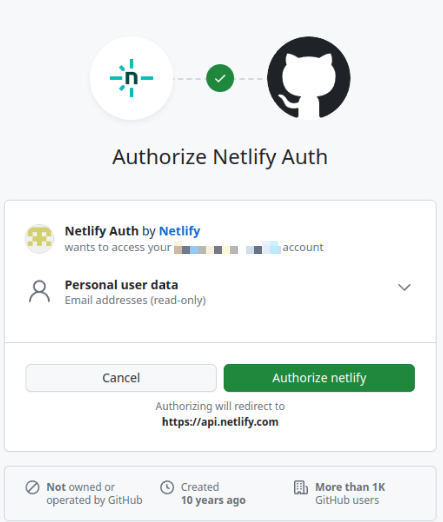 n
Authorize Netlify Auth
Netlify Auth by Netlify
wants to access your account
Personal user data
Email addresses (read-only)
Cancel
Authorize netlify
Authorizing will redirect to
https://api.netlify.com
Not owned or
operated by GitHub
Created
10 years ago
More than 1K
GitHub users